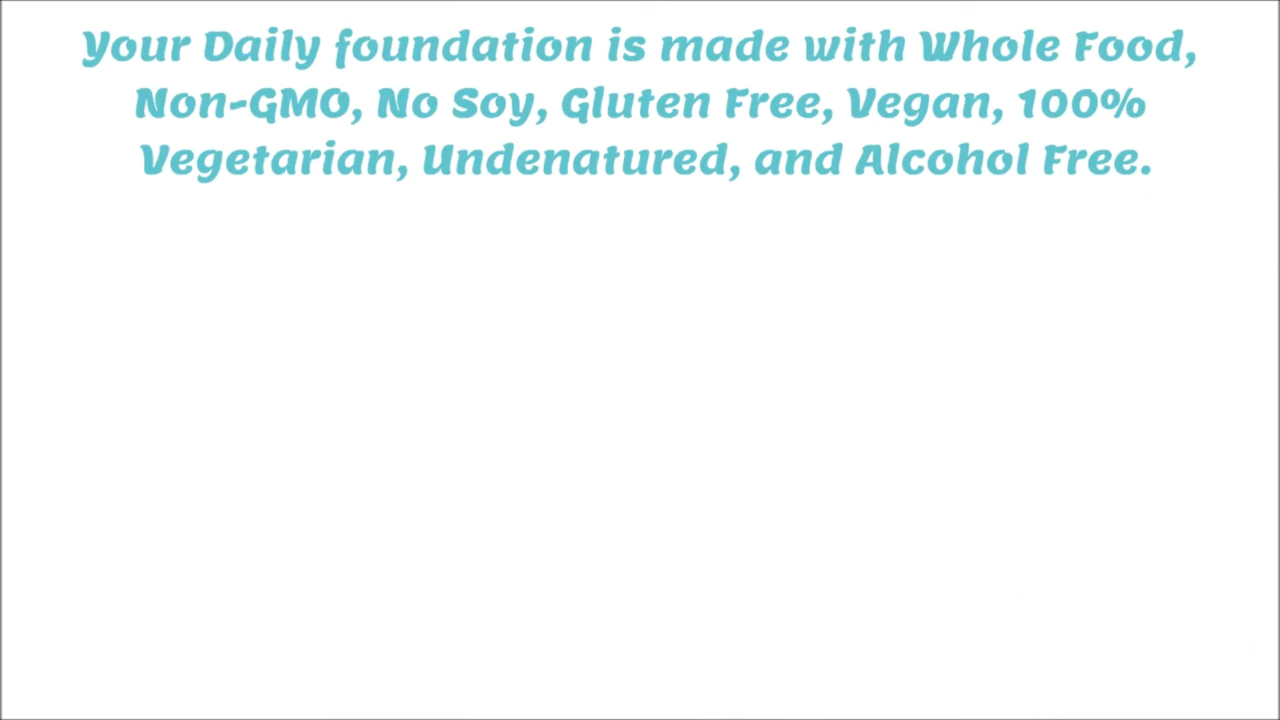 Your Daily foundation is made with Whole Food,
Non-GMO, No Soy, Gluten Free, Vegan, 100%
Vegetarian, Undenatured, and Alcohol Free.